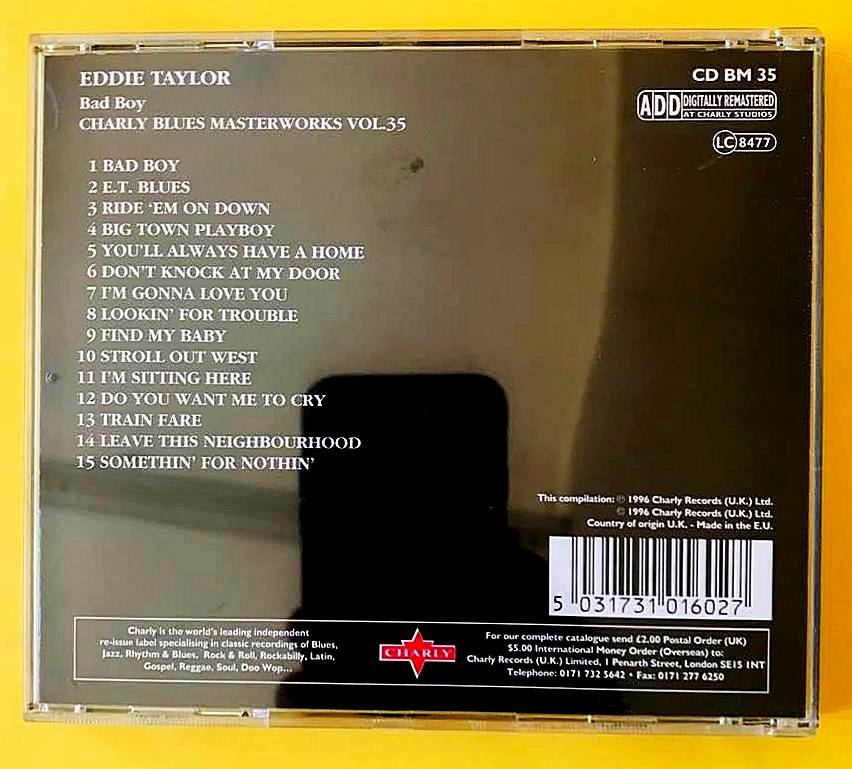 EDDIE TAYLOR
Bad Boy
CHARLY BLUES MASTERWORKS VOL.35
CD BM 35
ADD DIGITALLY REMASTERED
AT CHARLY STUDIOS
LC 8477
1 BAD BOY
2 E.T. BLUES
3 RIDE ‘EM ON DOWN
4 BIG TOWN PLAYBOY
5 YOU’LL ALWAYS HAVE A HOME
6 DON’T KNOCK AT MY DOOR
7 I’M GONNA LOVE YOU
8 LOOKIN’ FOR TROUBLE
9 FIND MY BABY
10 STROLL OUT WEST
11 I’M SITTING HERE
12 DO YOU WANT ME TO CRY
13 TRAIN FARE
14 LEAVE THIS NEIGHBOURHOOD
15 SOMETHIN’ FOR NOTHIN’
This compilation: ℗ 1996 Charly Records (U.K.) Ltd.
© 1996 Charly Records (U.K.) Ltd.
Country of origin U.K. - Made in the E.U.
5 031731 016027
Charly is the world's leading independent
re-issue label specialising in classic recordings of Blues,
Jazz, Rhythm & Blues, Rock & Roll, Rockabilly, Latin,
Gospel, Reggae, Soul, Doo Wop...
CHARLY
For our complete catalogue send £2.00 Postal Order (UK)
$5.00 International Money Order (Overseas) to:
Charly Records (U.K.) Limited, 1 Penarth Street, London SE15 1NT
Telephone: 0171 732 5642 • Fax: 0171 277 6250